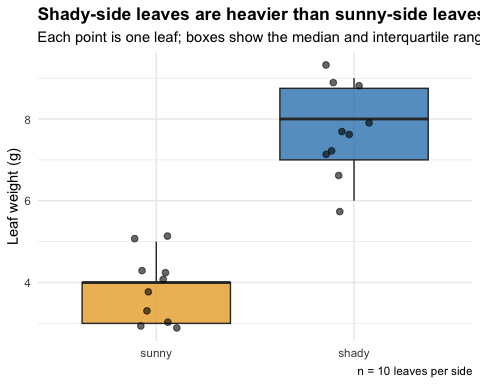 Shady-side leaves are heavier than sunny-side leaves
Each point is one leaf; boxes show the median and interquartile rang
Leaf weight (g)
8
6
4
sunny
shady
n = 10 leaves per side